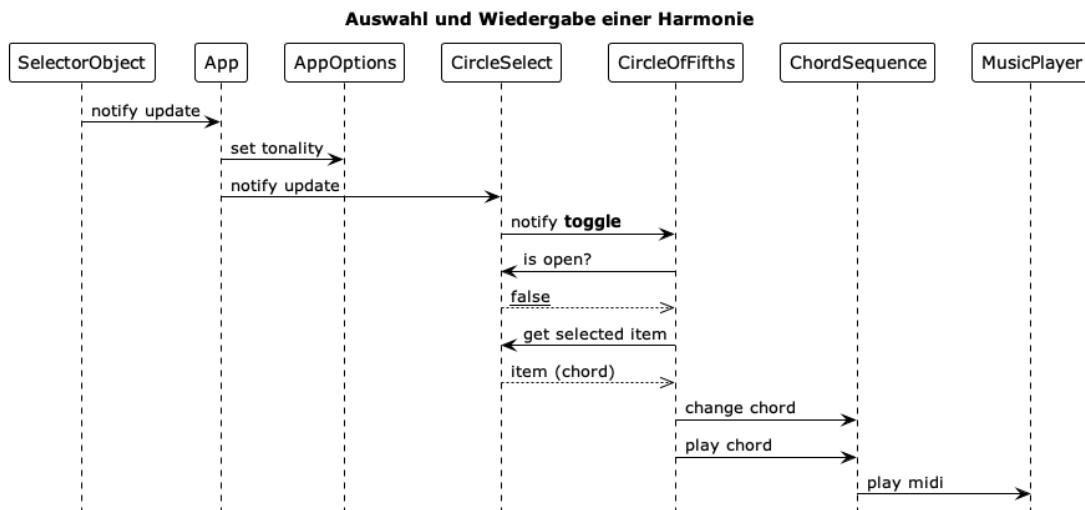 Auswahl und Wiedergabe einer Harmonie
SelectorObject App AppOptions CircleSelect CircleOfFifths ChordSequence MusicPlayer
notify update
set tonality
notify update
notify toggle
is open?
false
get selected item
item (chord)
change chord
play chord
play midi